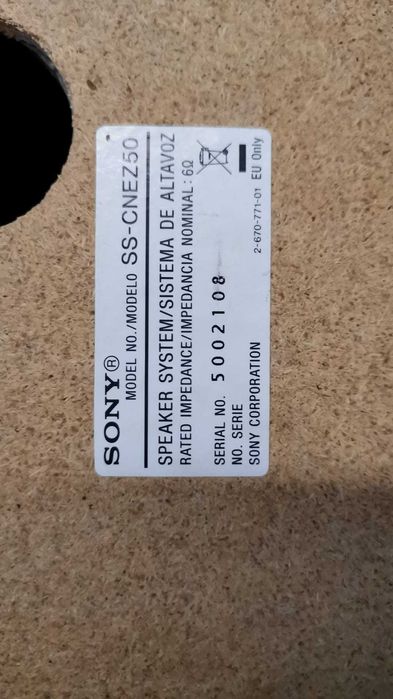 SONY®
MODEL NO./MODELO SS-CNEZ50
SPEAKER SYSTEM/SISTEMA DE ALTAVOZ
RATED IMPEDANCE/IMPEDANCIA NOMINAL: 6Ω
SERIAL NO. 5002108
NO. SERIE
SONY CORPORATION
2-670-771-01 EU Only